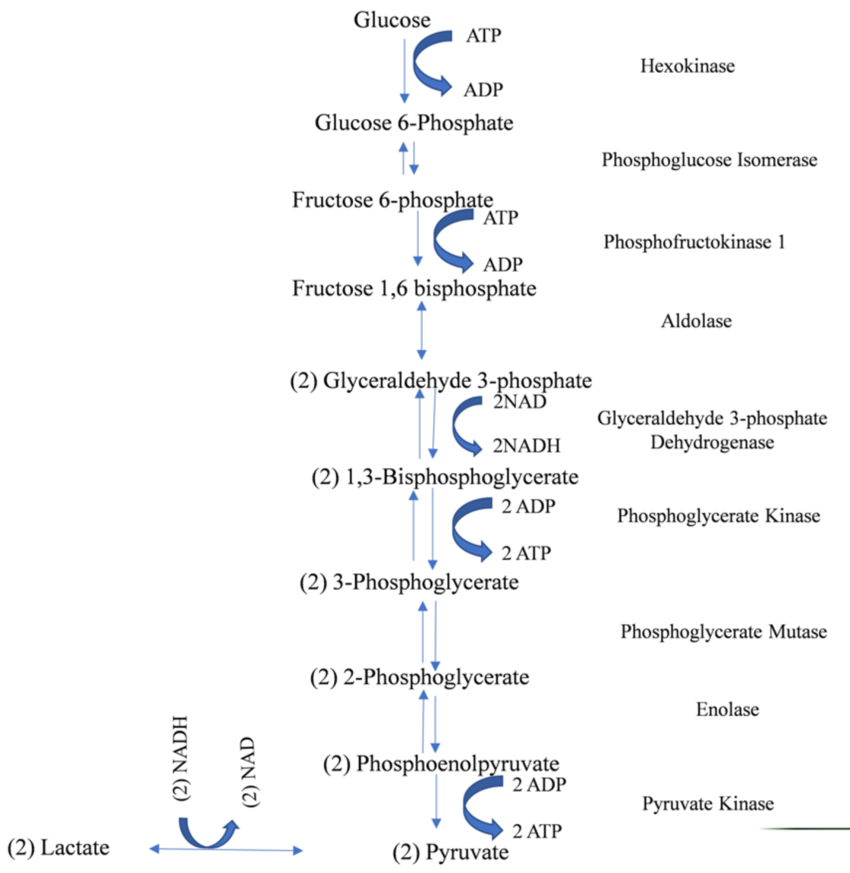 Glucose
ATP
Hexokinase
ADP
Glucose 6-Phosphate
Phosphoglucose Isomerase
Fructose 6-phosphate
ATP
Phosphofructokinase 1
ADP
Fructose 1,6 bisphosphate
Aldolase
(2) Glyceraldehyde 3-phosphate
2NAD
Glyceraldehyde 3-phosphate
Dehydrogenase
2NADH
(2) 1,3-Bisphosphoglycerate
2 ADP
Phosphoglycerate Kinase
2 ATP
(2) 3-Phosphoglycerate
Phosphoglycerate Mutase
(2) 2-Phosphoglycerate
Enolase
(2) NADH
(2) NAD
(2) Phosphoenolpyruvate
2 ADP
Pyruvate Kinase
2 ATP
(2) Lactate
(2) Pyruvate